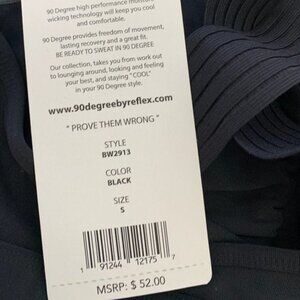 90 Degree high performance moisture
wicking technology will keep you cool
and comfortable.
90 Degree provides freedom of movement,
lasting recovery and a great fit.
BE READY TO SWEAT IN 90 DEGREE
Our collection, takes you from work out
to lounging around, looking and feeling
your best, and staying "COOL"
in your 90 Degree style.
www.90degreebyreflex.com
"PROVE THEM WRONG"
STYLE
BW2913
COLOR
BLACK
SIZE
S
1 91244 12175 7
MSRP: $ 52.00